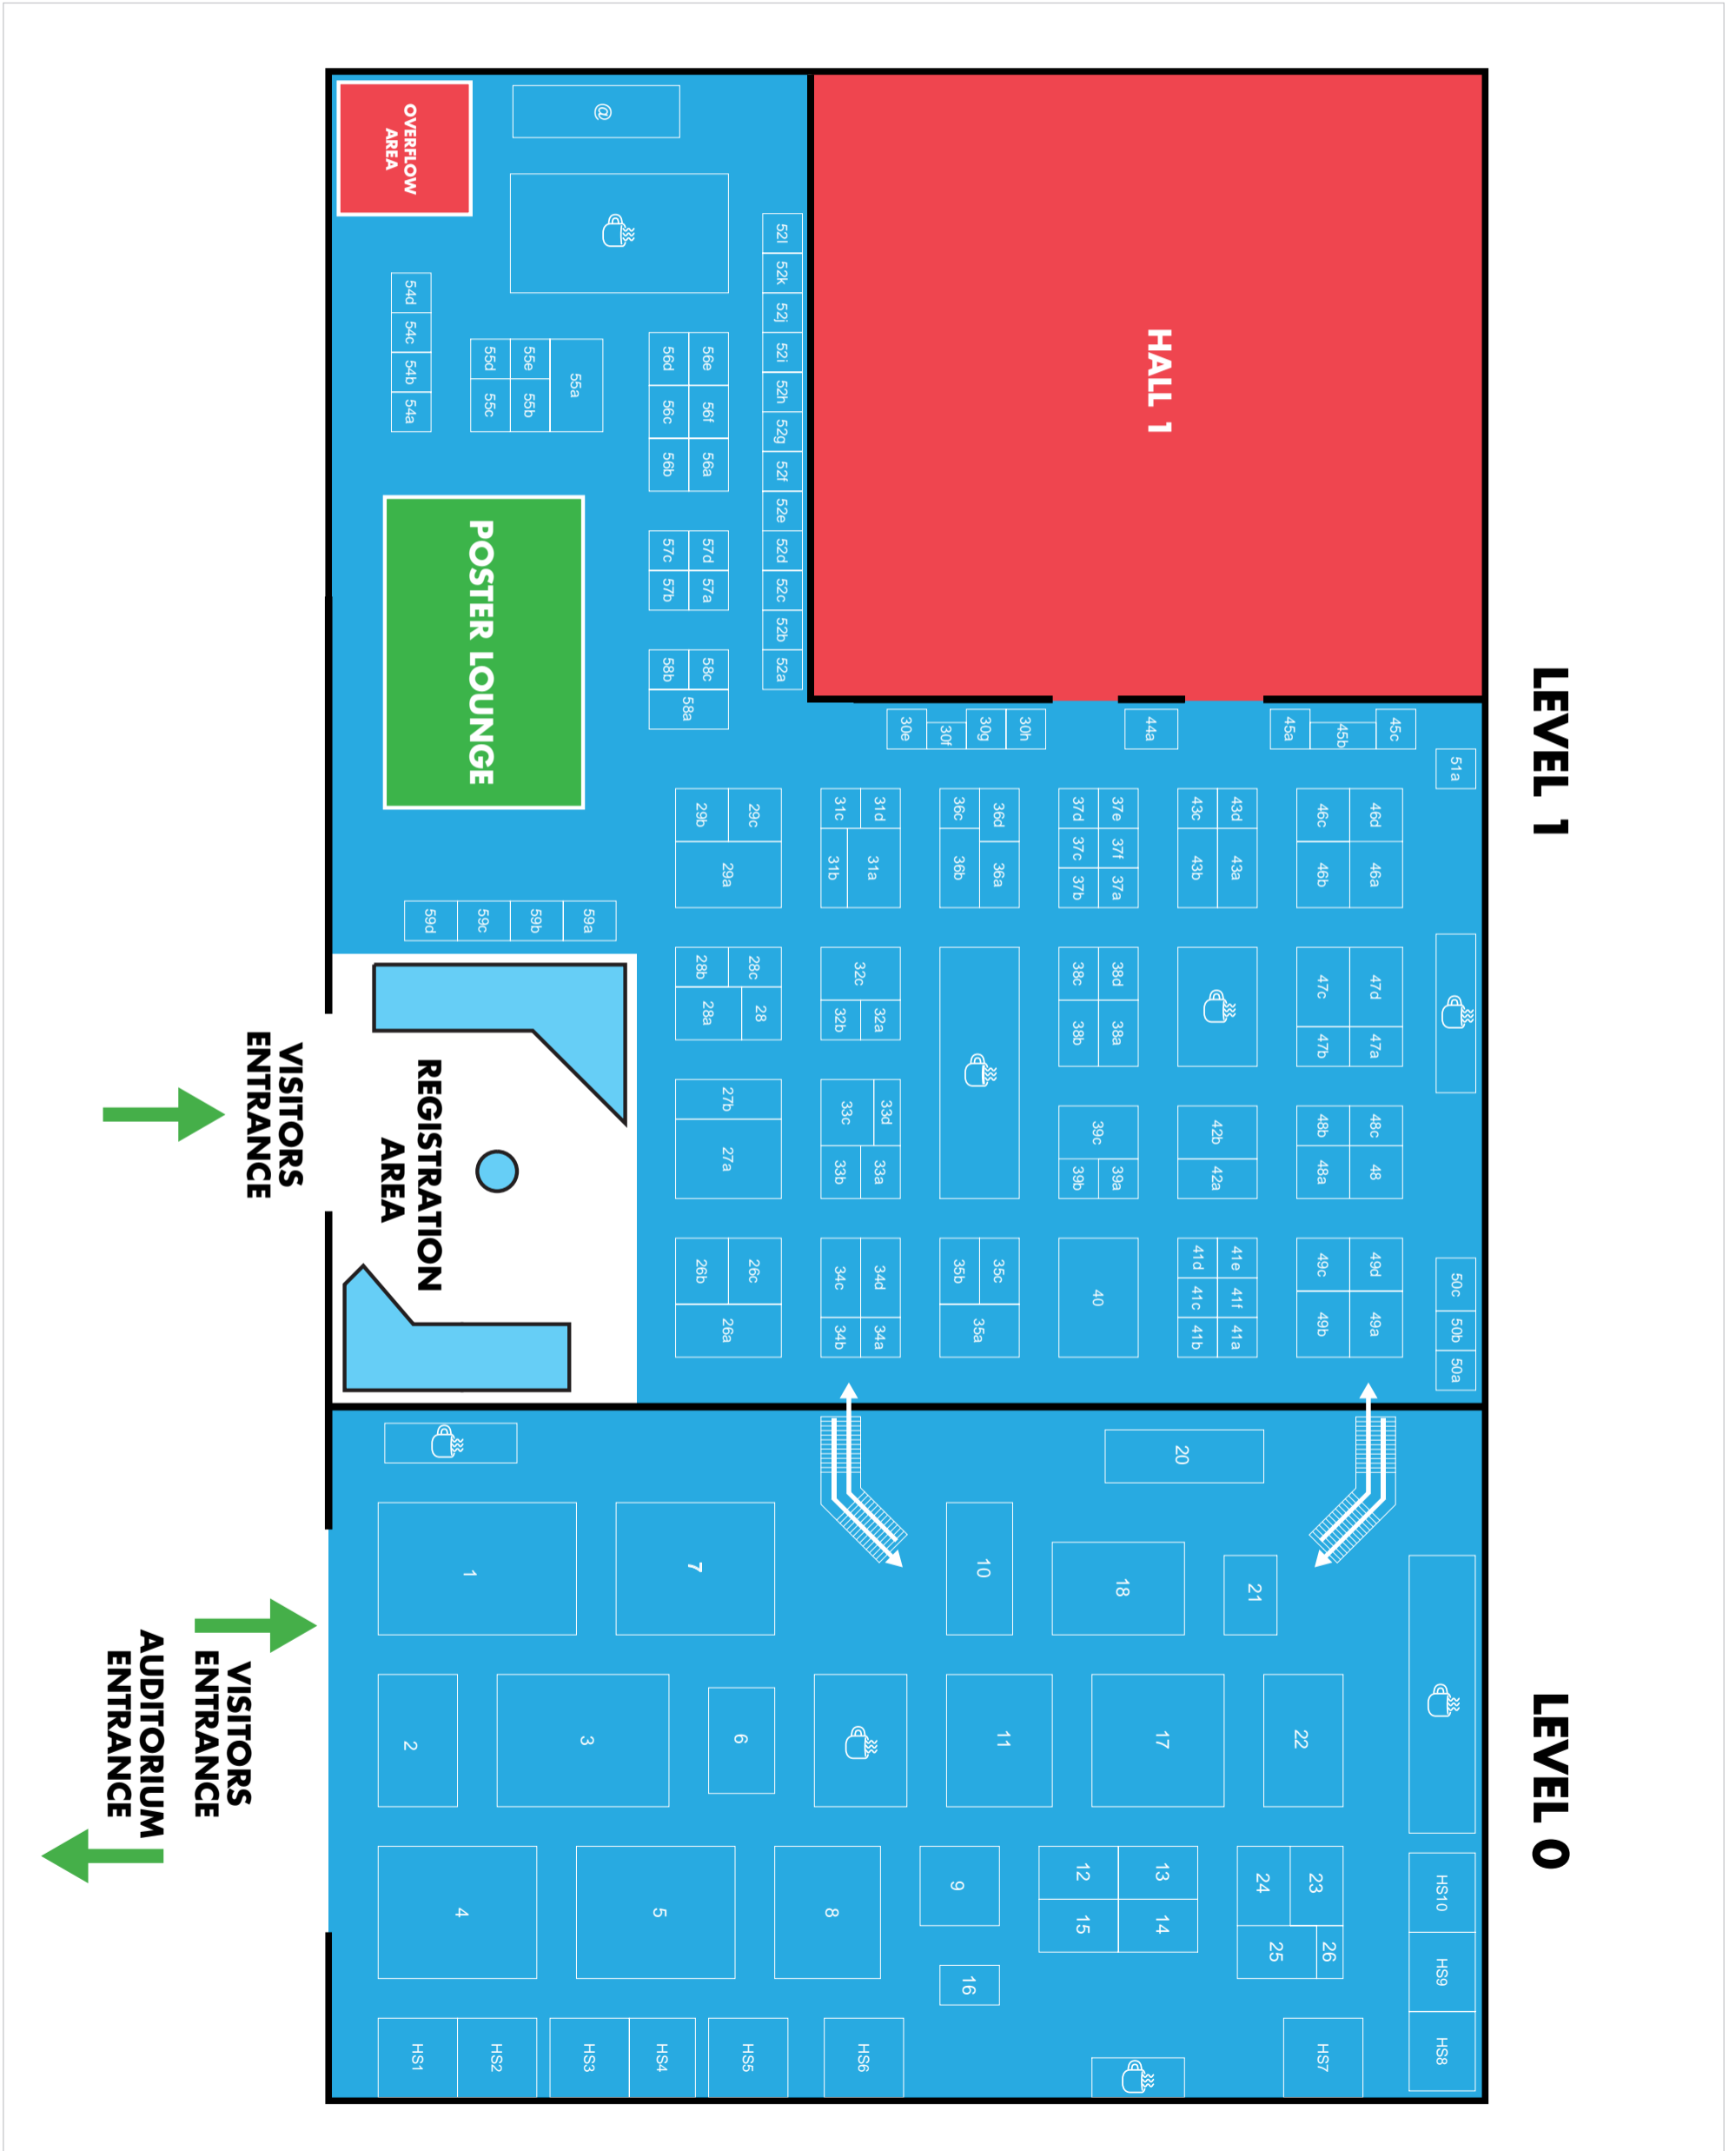 LEVEL 1
LEVEL 0
HALL 1
OVERFLOW
AREA
@
POSTER LOUNGE
REGISTRATION
AREA
VISITORS
ENTRANCE
VISITORS
ENTRANCE
AUDITORIUM
ENTRANCE
52l
52k
52j
52i
52h
52g
52f
52e
52d
52c
52b
52a
54d
54c
54b
54a
55d
55e
55a
55c
55b
56d
56e
56c
56f
56b
56a
57c
57d
57b
57a
58b
58c
58a
59d
59c
59b
59a
30e
30f
30g
30h
44a
45a
45b
45c
51a
29b
29c
29a
31c
31d
31b
31a
36c
36d
36b
36a
37d
37e
37c
37f
37b
37a
43c
43d
43b
43a
46c
46d
46b
46a
28b
28c
28a
28
32c
32b
32a
38c
38d
38b
38a
47c
47d
47b
47a
27b
27a
33c
33d
33b
33a
39c
39b
39a
42b
42a
48b
48c
48a
48
26b
26c
26a
34c
34d
34b
34a
35b
35c
35a
40
41d
41e
41c
41f
41b
41a
49c
49d
49b
49a
50c
50b
50a
20
1
7
10
18
21
2
3
6
11
17
22
4
5
8
9
12
13
15
14
16
24
23
25
26
HS10
HS9
HS8
HS1
HS2
HS3
HS4
HS5
HS6
HS7